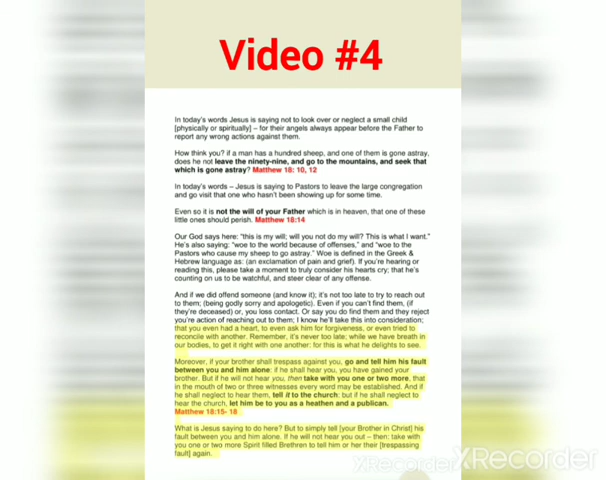 Video #4
In today's words Jesus is saying not to look over or neglect a small child
[physically or spiritually] – for their angels always appear before the Father to
report any wrong actions against them.
How think you? if a man has a hundred sheep, and one of them is gone astray,
does he not leave the ninety-nine, and go to the mountains, and seek that
which is gone astray? Matthew 18: 10, 12
In today's words – Jesus is saying to Pastors to leave the large congregation
and go visit that one who hasn't been showing up for some time.
Even so it is not the will of your Father which is in heaven, that one of these
little ones should perish. Matthew 18:14
Our God says here: "this is my will; will you not do my will? This is what I want."
He's also saying: "woe to the world because of offenses," and "woe to the
Pastors who cause my sheep to go astray." Woe is defined in the Greek &
Hebrew language as: (an exclamation of pain and grief). If you're hearing or
reading this, please take a moment to truly consider his hearts cry; that he's
counting on us to be watchful, and steer clear of any offense.
And if we did offend someone (and know it); it's not too late to try to reach out
to them; (being godly sorry and apologetic). Even if you can't find them, (if
they're deceased) or, you loss contact. Or say you do find them and they reject
you're action of reaching out to them; I know he'll take this into consideration;
that you even had a heart, to even ask him for forgiveness, or even tried to
reconcile with another. Remember, it's never too late; while we have breath in
our bodies, to get it right with one another: for this is what he delights to see.
Moreover, if your brother shall trespass against you, go and tell him his fault
between you and him alone: if he shall hear you, you have gained your
brother. But if he will not hear you, then take with you one or two more, that
in the mouth of two or three witnesses every word may be established. And if
he shall neglect to hear them, tell it to the church: but if he shall neglect to
hear the church, let him be to you as a heathen and a publican.
Matthew 18:15- 18
What is Jesus saying to do here? But to simply tell [your Brother in Christ] his
fault between you and him alone. If he will not hear you out – then; take with
you one or two more Spirit filled Brethren to tell him or her their [trespassing
fault] again.
XRecorder
XRecorder